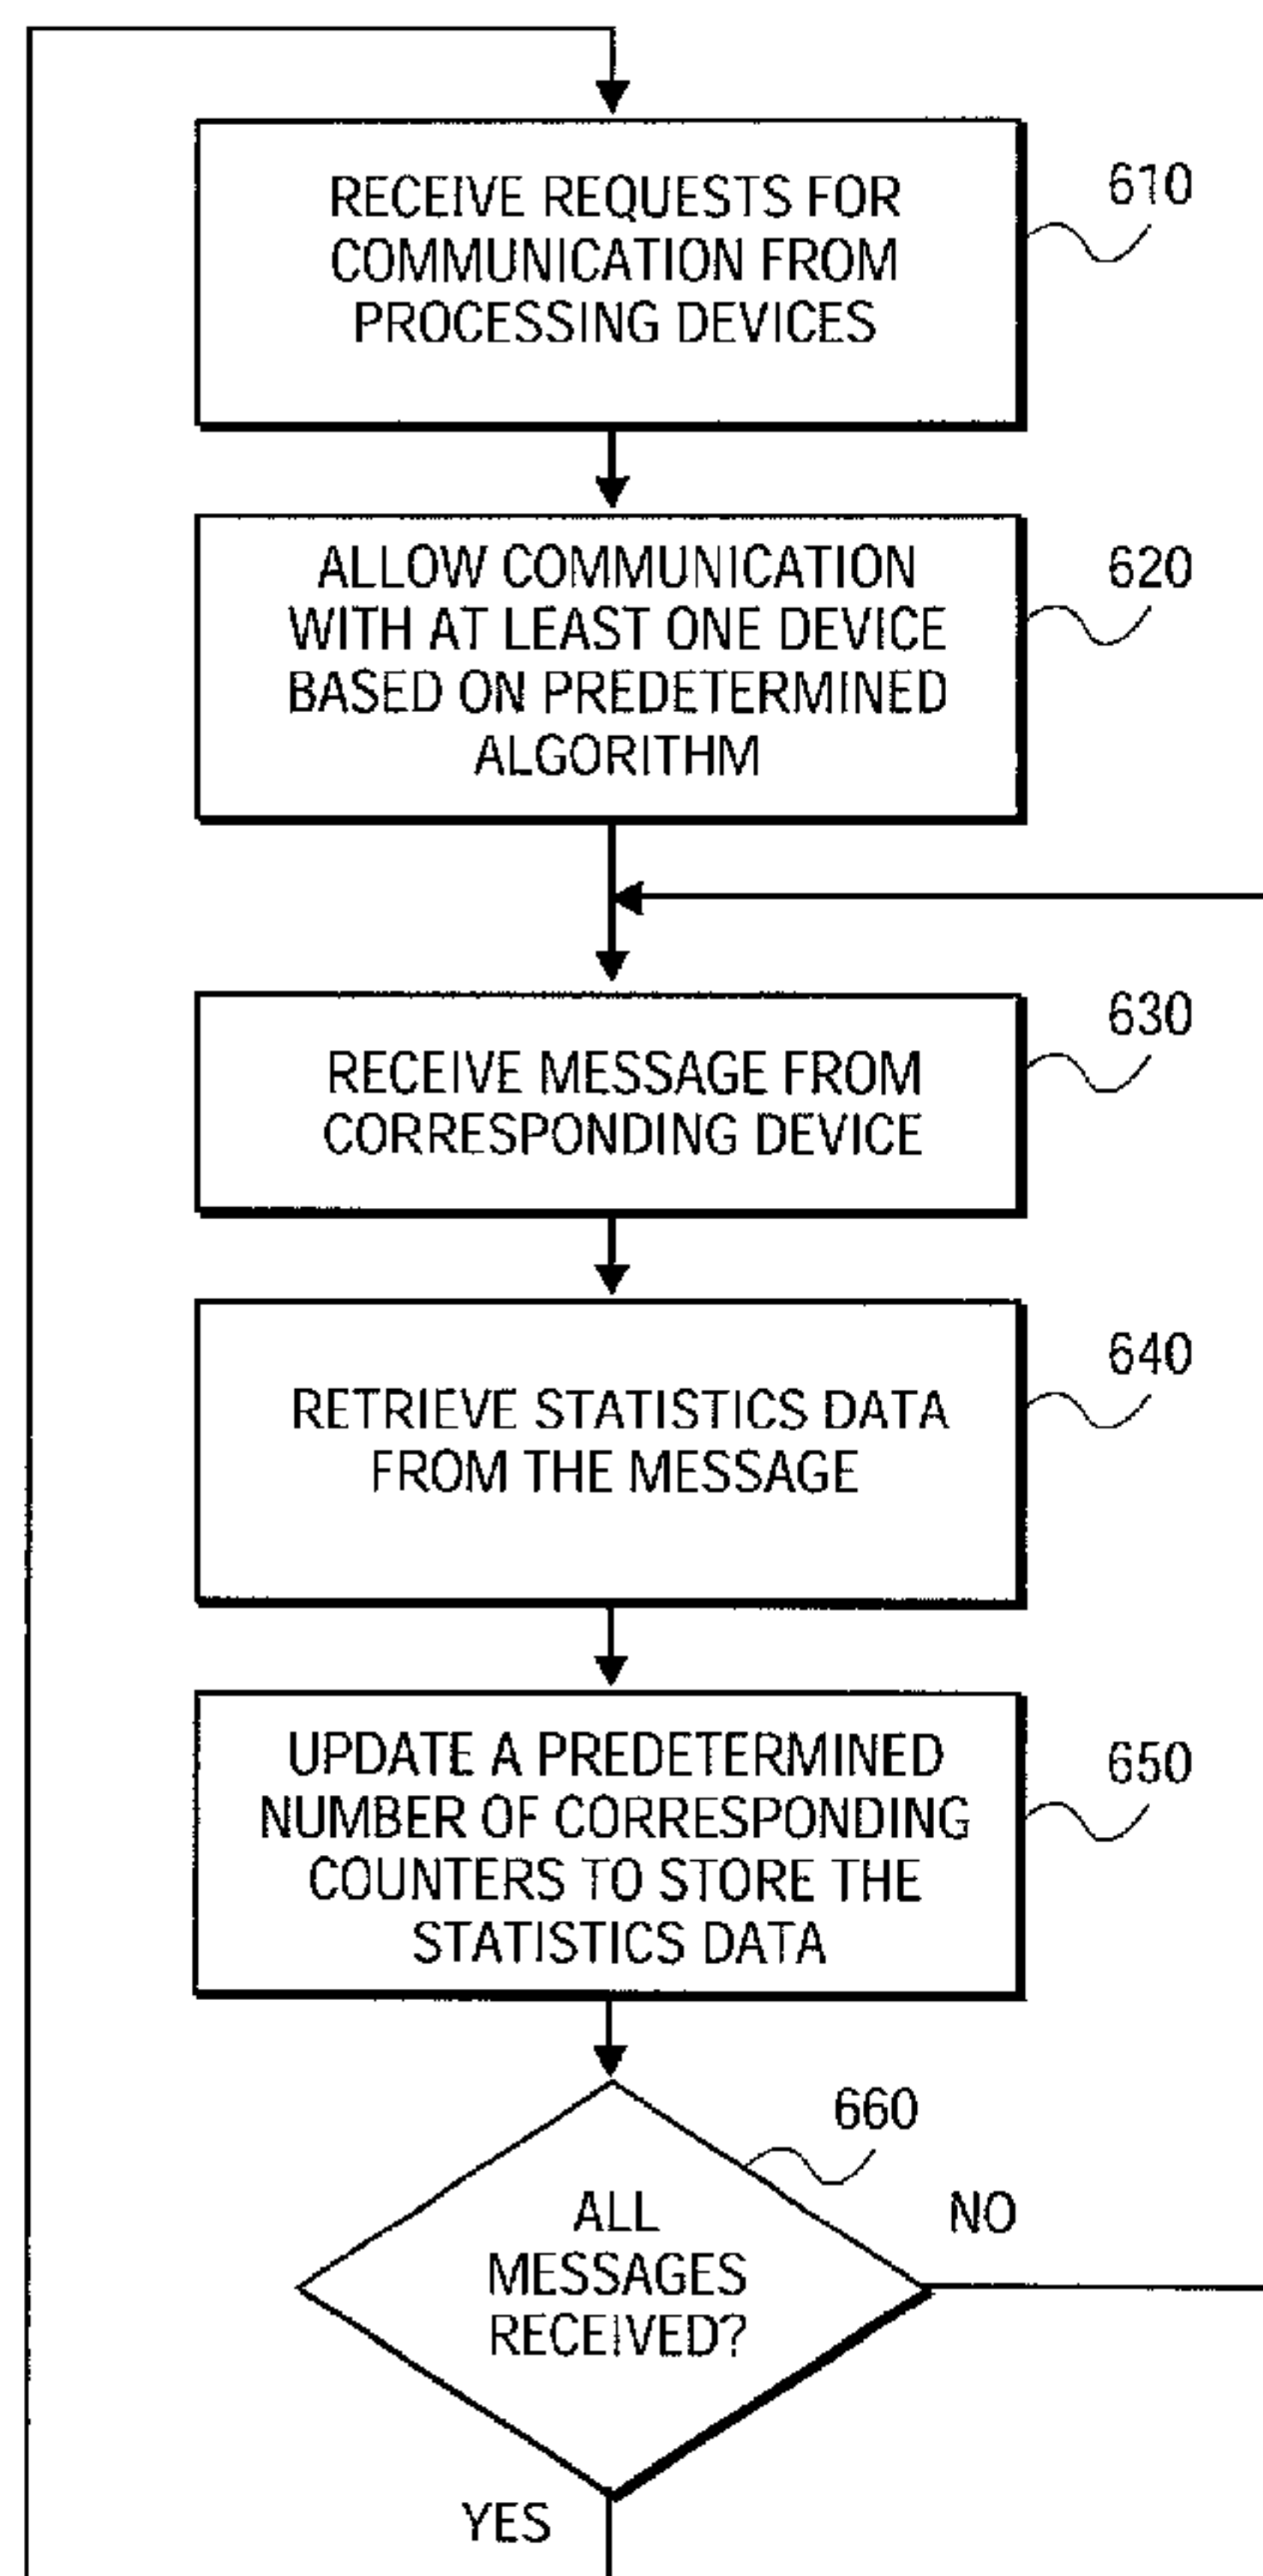 RECEIVE REQUESTS FOR
COMMUNICATION FROM
PROCESSING DEVICES
610
ALLOW COMMUNICATION
WITH AT LEAST ONE DEVICE
BASED ON PREDETERMINED
ALGORITHM
620
RECEIVE MESSAGE FROM
CORRESPONDING DEVICE
630
RETRIEVE STATISTICS DATA
FROM THE MESSAGE
640
UPDATE A PREDETERMINED
NUMBER OF CORRESPONDING
COUNTERS TO STORE THE
STATISTICS DATA
650
660
ALL
MESSAGES
RECEIVED?
NO
YES